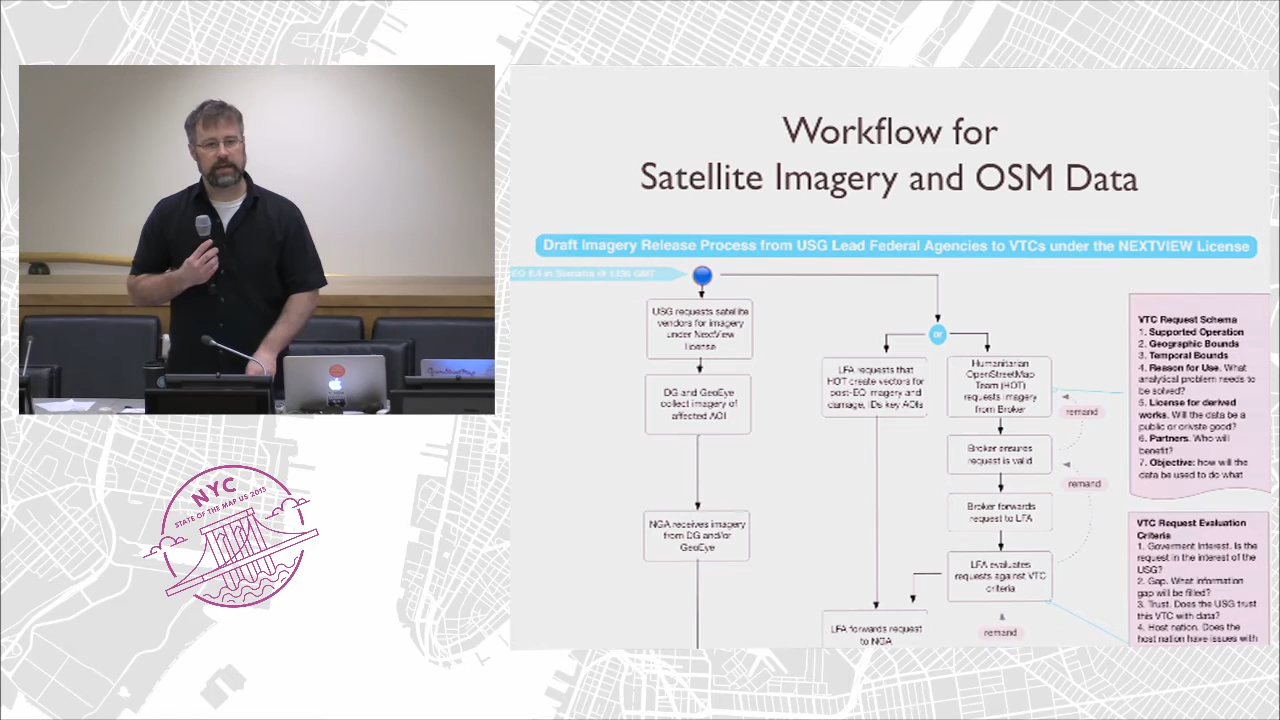 Workflow for
Satellite Imagery and OSM Data
Draft Imagery Release Process from USG Lead Federal Agencies to VTCs under the NEXTVIEW License
EQ 8.4 in Sumatra @ GMT
USG requests satellite
vendors for imagery
under NextView
license
DG and GeoEye
collect imagery of
affected AOI
NGA receives imagery
from DG and/or
GeoEye
or
LFA requests that
HOT create vectors for
post-EQ imagery and
damage, IDs key AOIs
Humanitarian
OpenStreetMap
Team (HOT)
requests imagery
from Broker
remand
Broker ensures
request is valid
remand
Broker forwards
request to LFA
LFA evaluates
requests against VTC
criteria
LFA forwards request
to NGA
remand
VTC Request Schema
1. Supported Operation
2. Geographic Bounds
3. Temporal Bounds
4. Reason for Use. What
analytical problem needs to
be solved?
5. License for derived
works. Will the data be a
public or private good?
6. Partners. Who will
benefit?
7. Objective: how will the
data be used to do what
VTC Request Evaluation
Criteria
1. Goverment Interest. Is the
request in the interest of the
USG?
2. Gap. What information
gap will be filled?
3. Trust. Does the USG trust
this VTC with data?
4. Host nation. Does the
host nation have issues with
NYC
STATE OF THE MAP US 2015